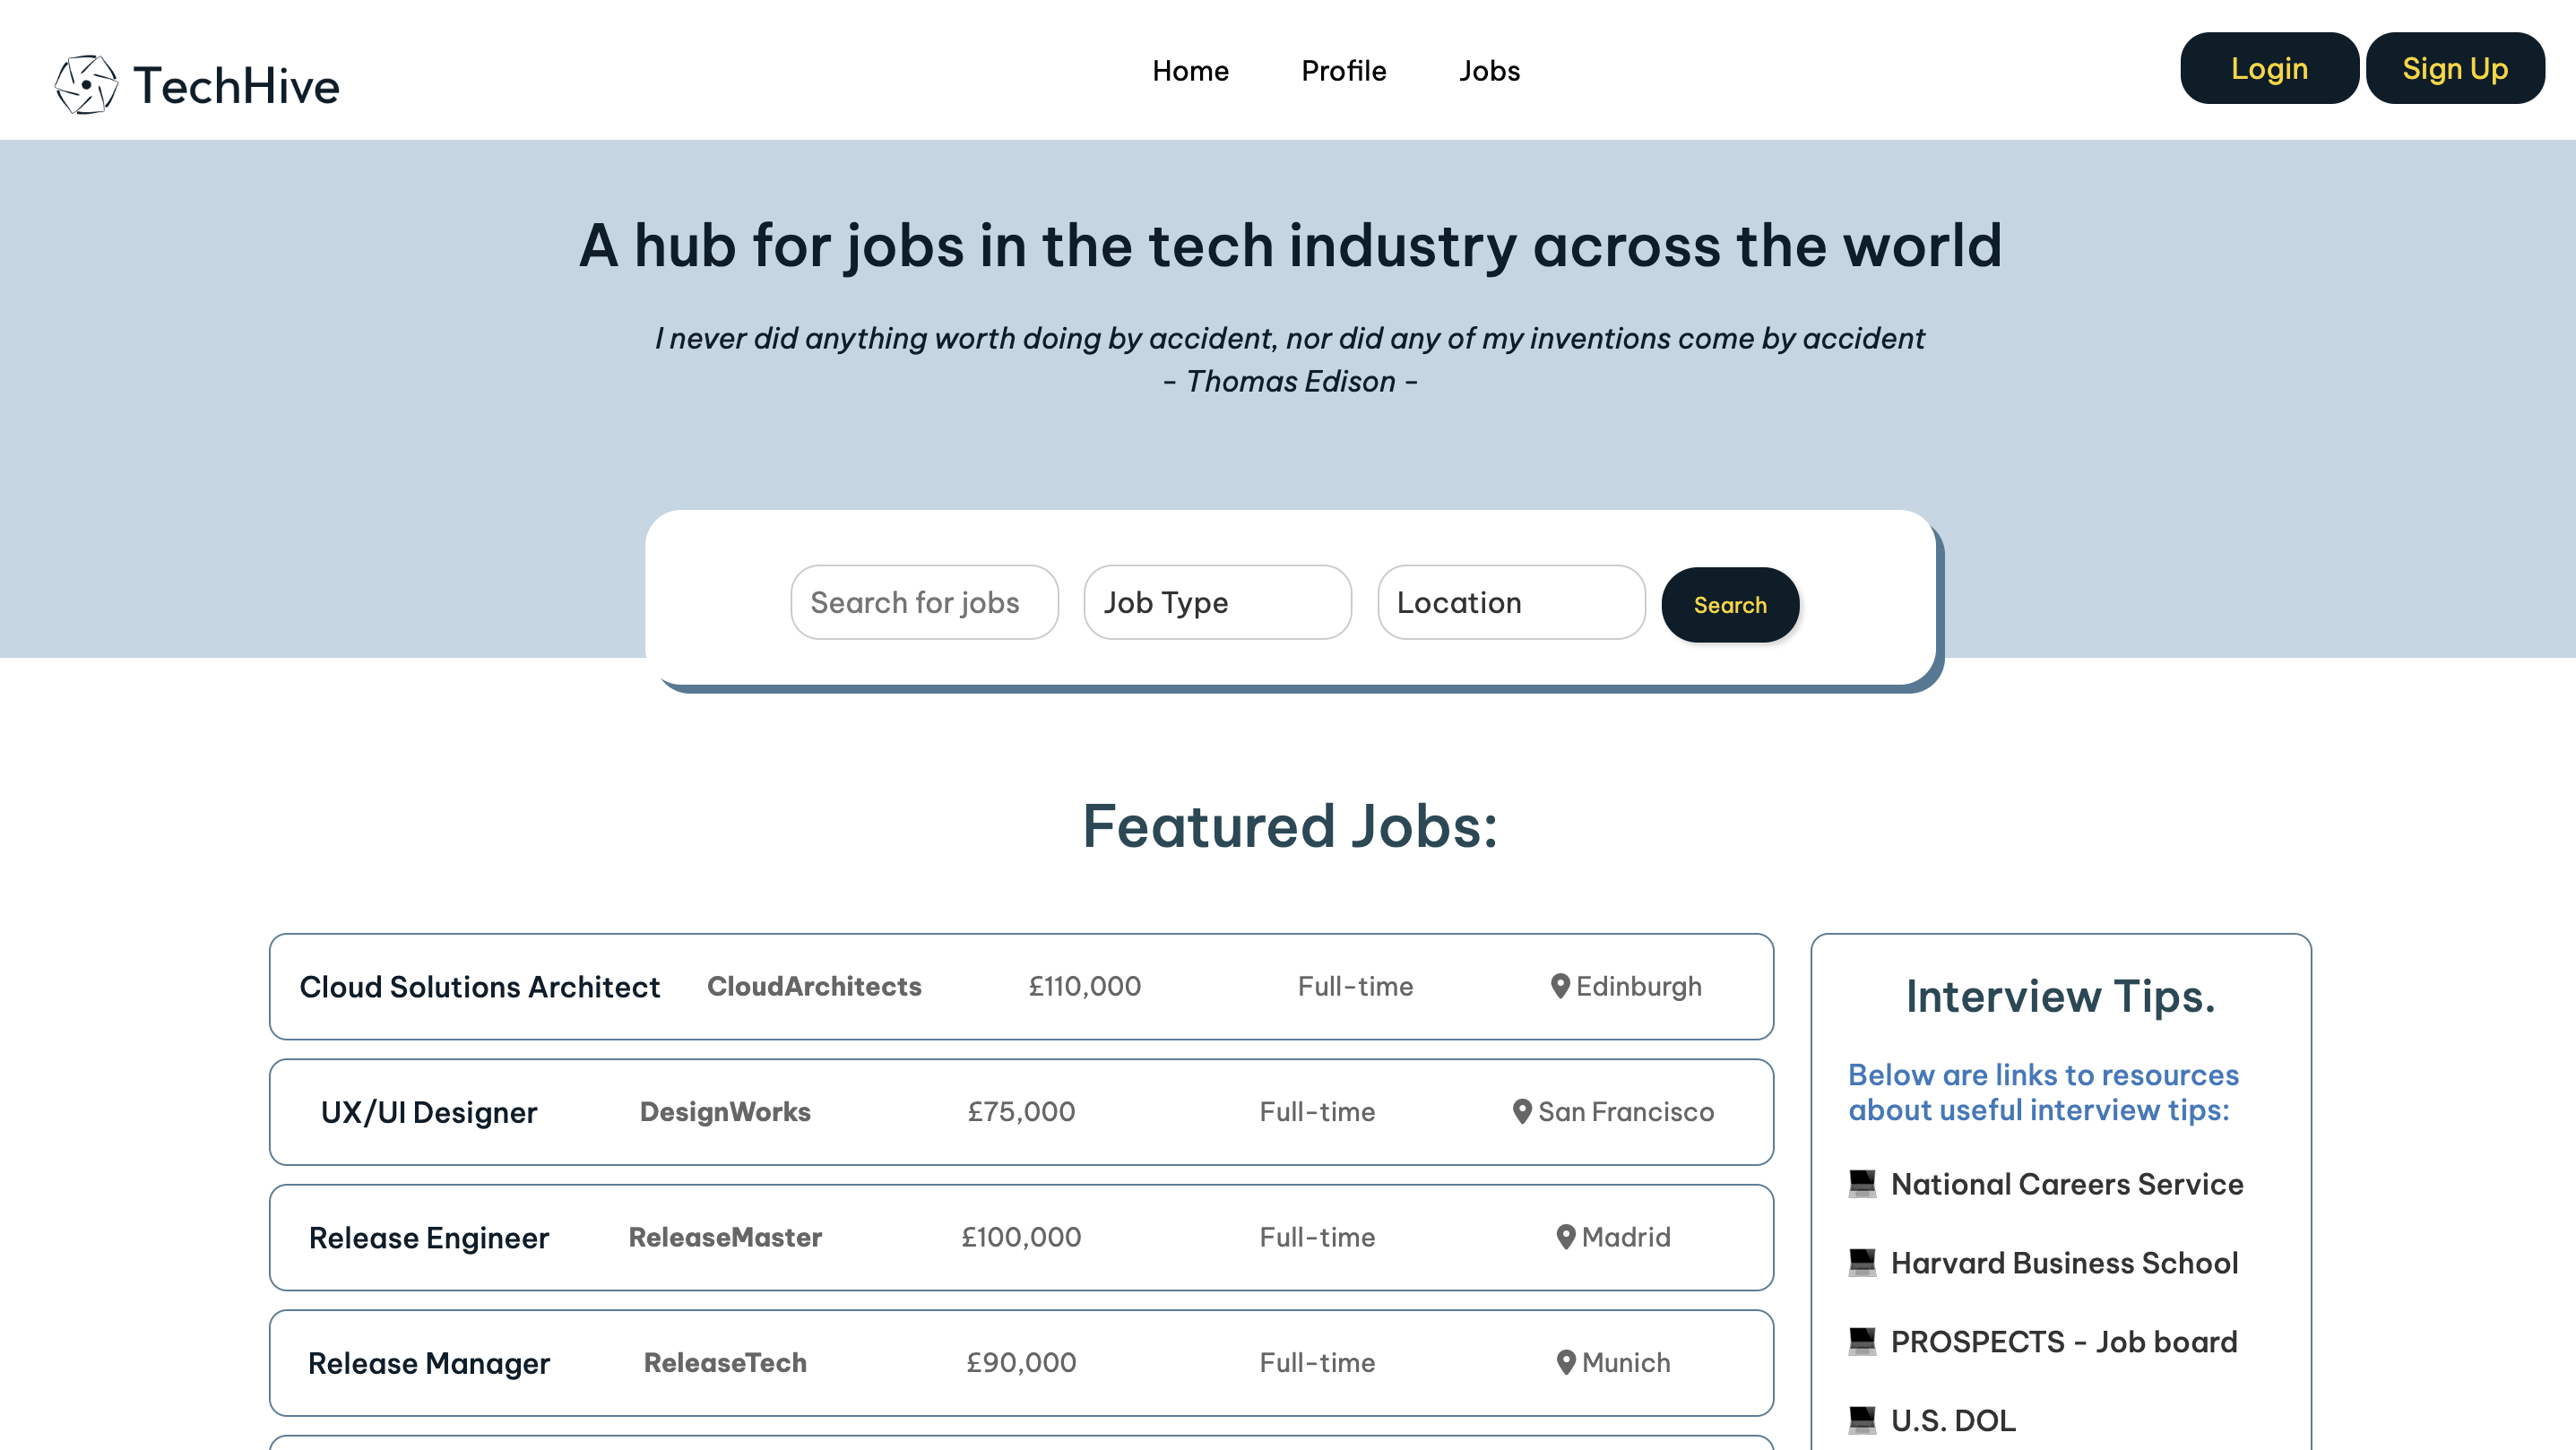 TechHive
Home Profile Jobs
Login Sign Up
A hub for jobs in the tech industry across the world
I never did anything worth doing by accident, nor did any of my inventions come by accident
- Thomas Edison -
Search for jobs Job Type Location Search
Featured Jobs:
Cloud Solutions Architect CloudArchitects £110,000 Full-time Edinburgh
UX/UI Designer DesignWorks £75,000 Full-time San Francisco
Release Engineer ReleaseMaster £100,000 Full-time Madrid
Release Manager ReleaseTech £90,000 Full-time Munich
Interview Tips.
Below are links to resources
about useful interview tips:
National Careers Service
Harvard Business School
PROSPECTS - Job board
U.S. DOL